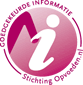 GOEDGEKEURDE INFORMATIE
i
Stichting Opvoeden.nl